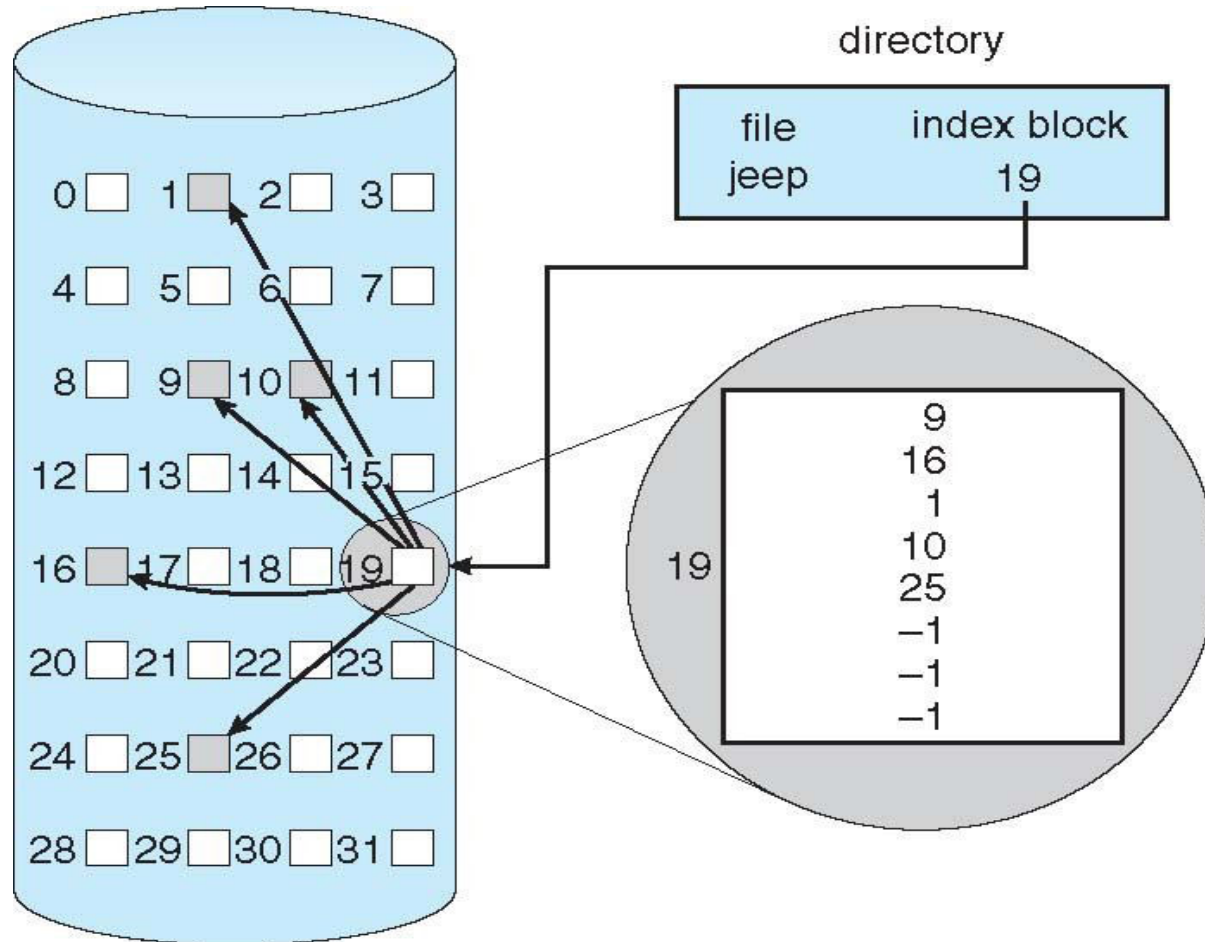 directory
file index block
jeep 19
0 1 2 3
4 5 6 7
8 9 10 11
12 13 14 15
16 17 18 19
20 21 22 23
24 25 26 27
28 29 30 31
19
9
16
1
10
25
–1
–1
–1